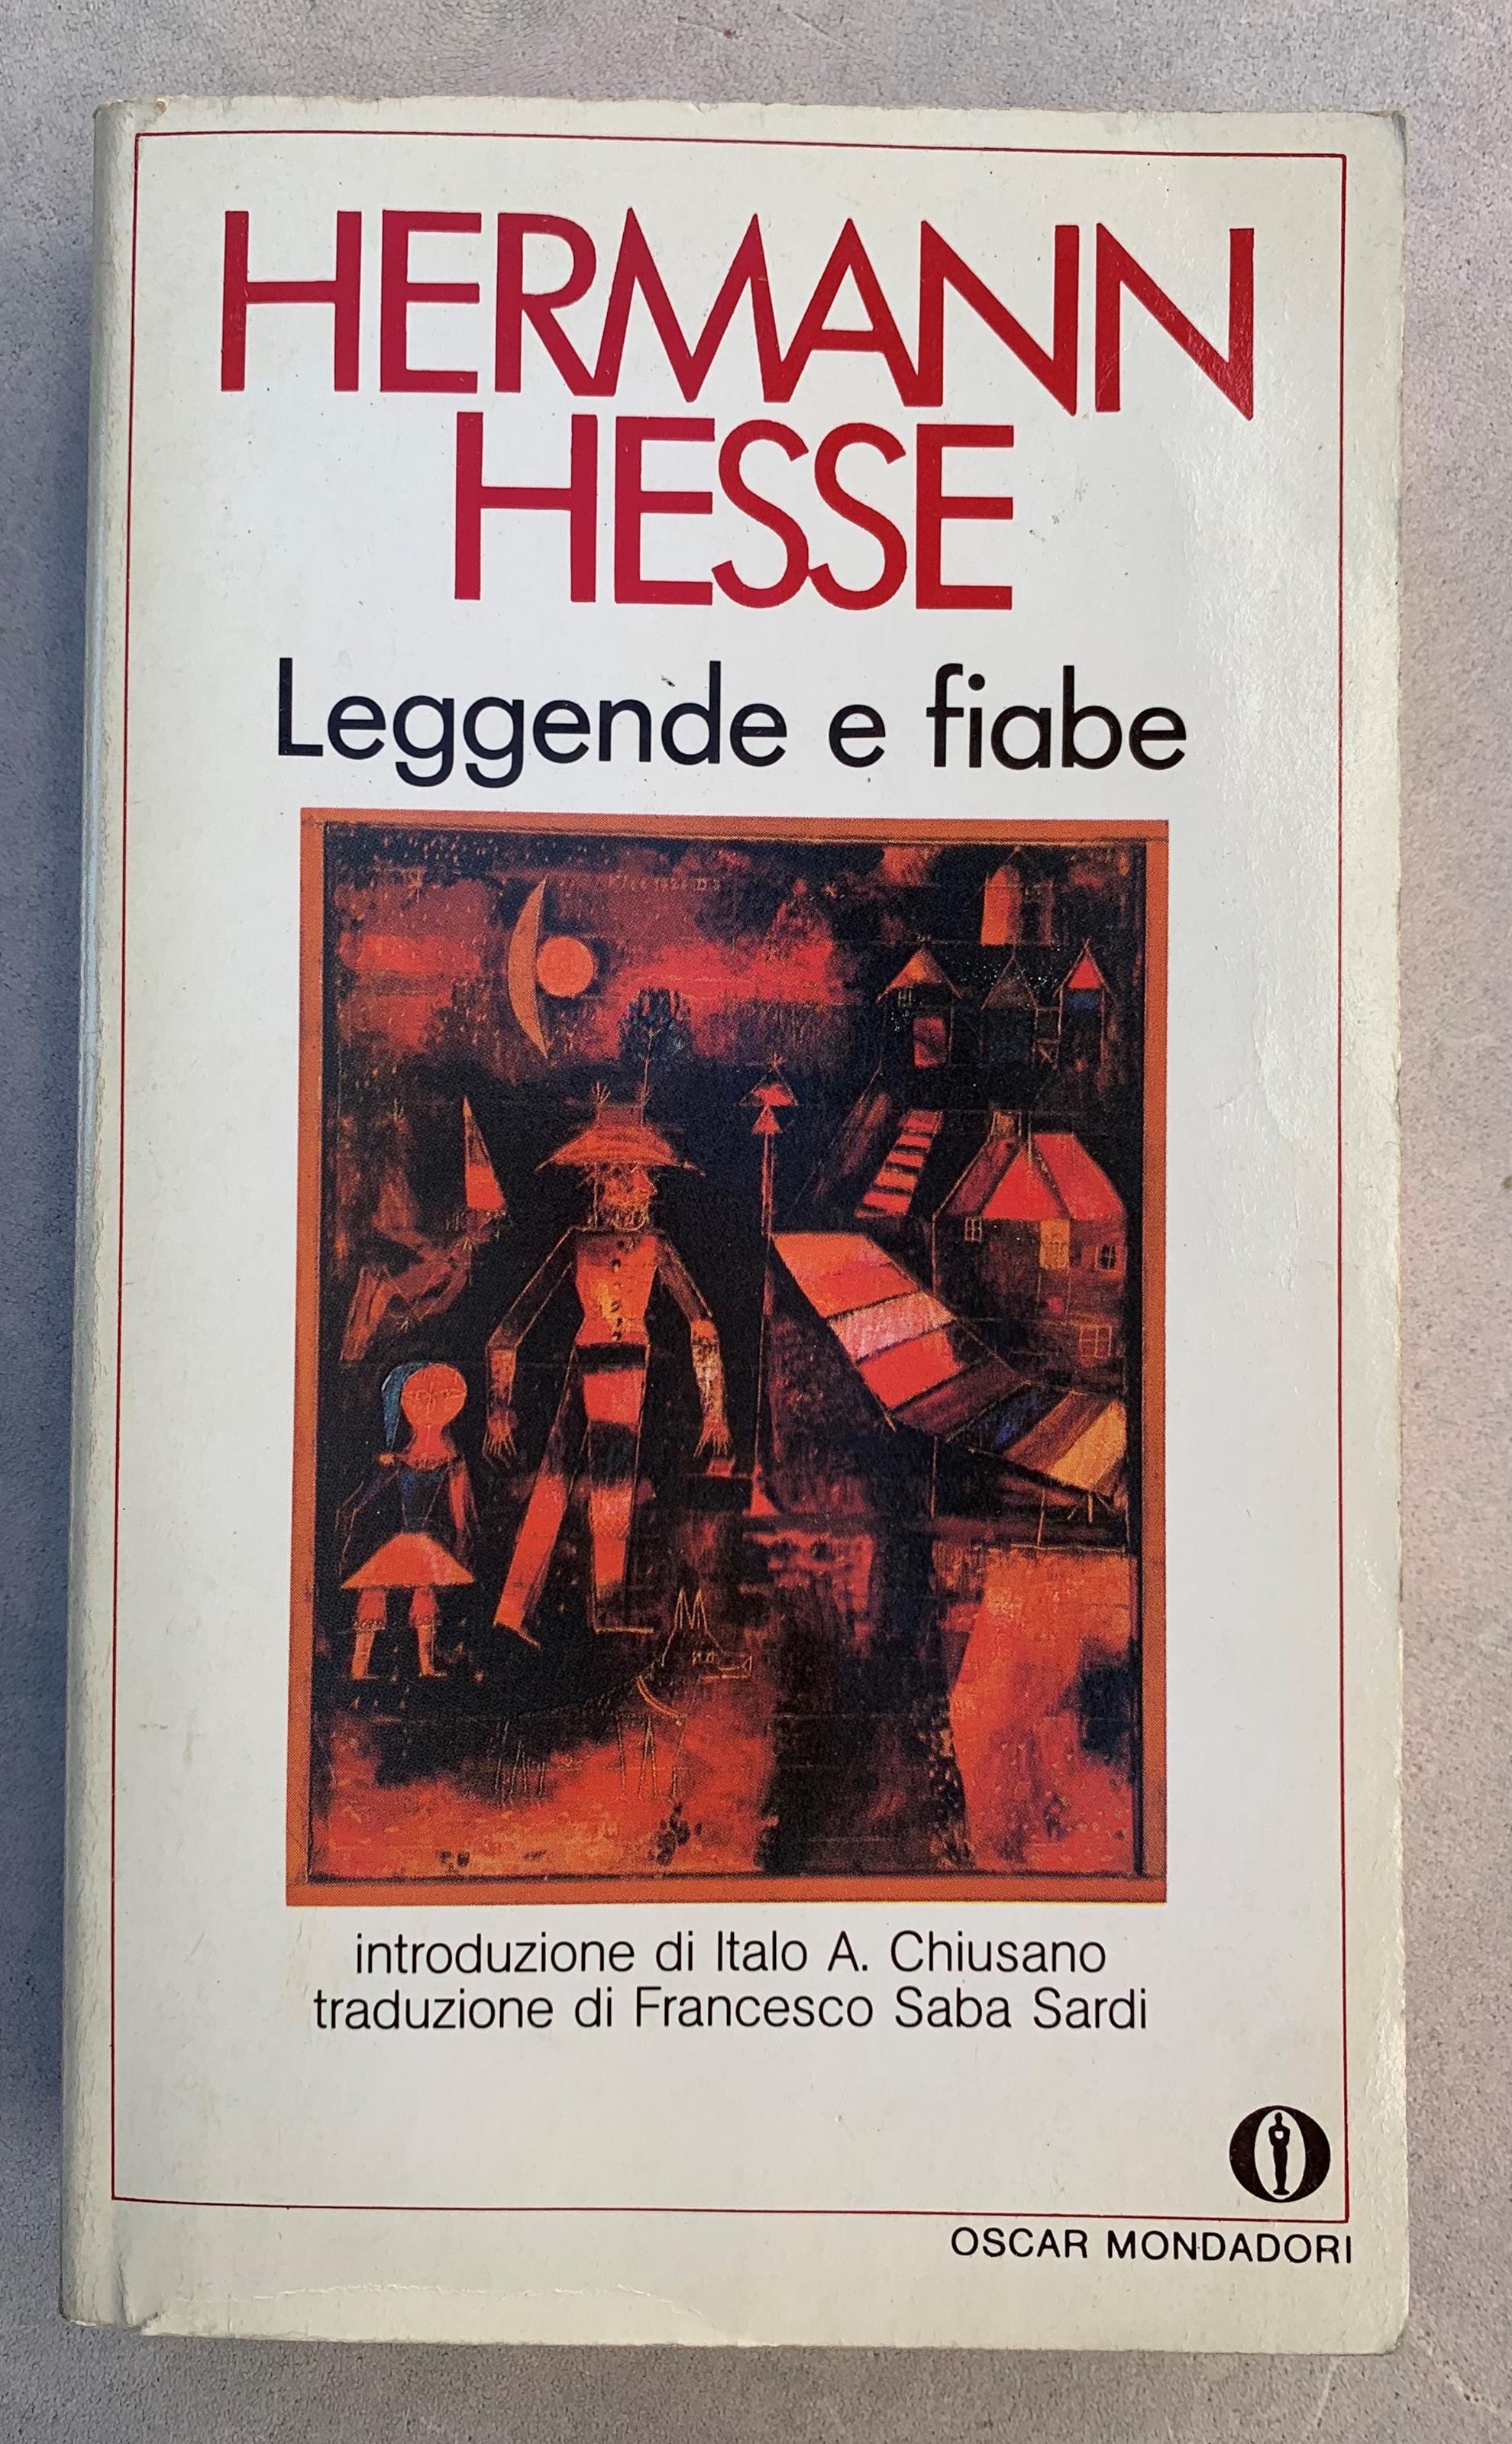 HERMANN
HESSE
Leggende e fiabe
introduzione di Italo A. Chiusano
traduzione di Francesco Saba Sardi
OSCAR MONDADORI